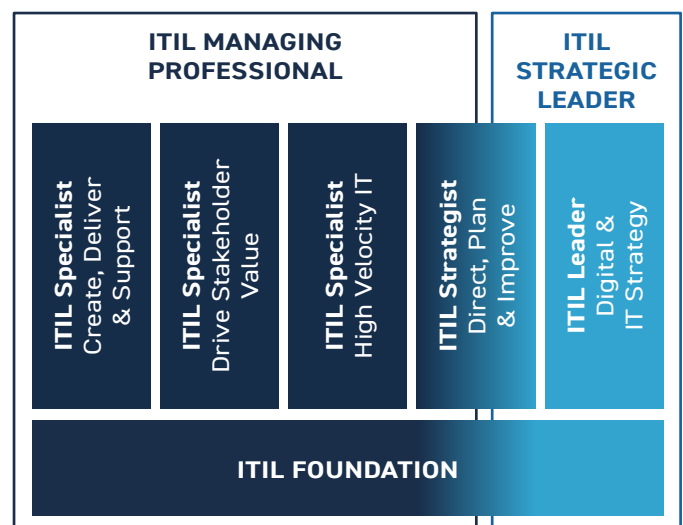 ITIL MANAGING
PROFESSIONAL
ITIL
STRATEGIC
LEADER
ITIL Specialist
Create, Deliver
& Support
ITIL Specialist
Drive Stakeholder
Value
ITIL Specialist
High Velocity IT
ITIL Strategist
Direct, Plan
& Improve
ITIL Leader
Digital &
IT Strategy
ITIL FOUNDATION